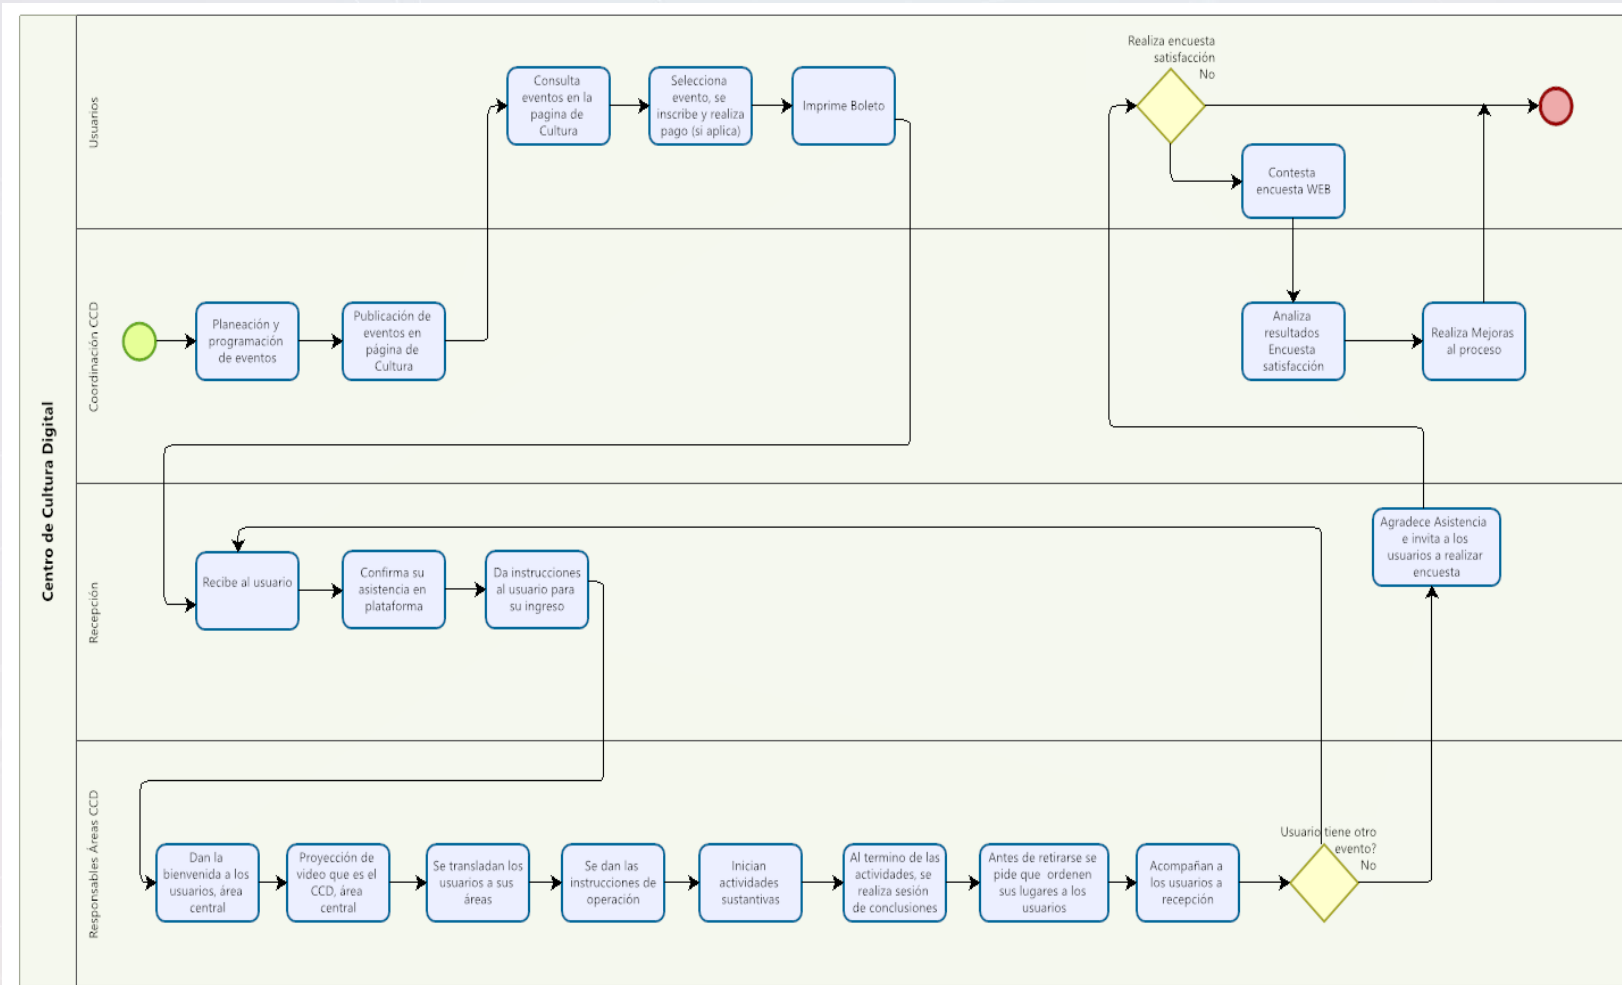 Centro de Cultura Digital
Usuarios
Consulta
eventos en la
pagina de
Cultura
Selecciona
evento, se
inscribe y realiza
pago (si aplica)
Imprime Boleto
Realiza encuesta
satisfacción
No
Contesta
encuesta WEB
Coordinación CCD
Planeación y
programación
de eventos
Publicación de
eventos en
página de
Cultura
Analiza
resultados
Encuesta
satisfacción
Realiza Mejoras
al proceso
Recepción
Recibe al usuario
Confirma su
asistencia en
plataforma
Da instrucciones
al usuario para
su ingreso
Agradece Asistencia
e invita a los
usuarios a realizar
encuesta
Responsables Áreas CCD
Dan la
bienvenida a los
usuarios, área
central
Proyección de
video que es el
CCD, área
central
Se transladan los
usuarios a sus
áreas
Se dan las
instrucciones de
operación
Inician
actividades
sustantivas
Al termino de las
actividades, se
realiza sesión
de conclusiones
Antes de retirarse se
pide que ordenen
sus lugares a los
usuarios
Acompañan a
los usuarios a
recepción
Usuario tiene otro
evento?
No